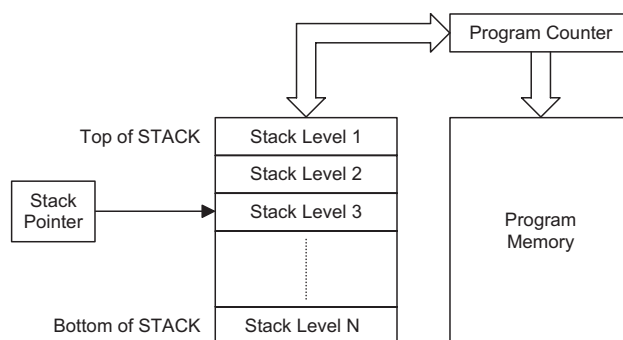 Program Counter
Top of STACK
Stack Level 1
Stack Level 2
Stack
Pointer
Stack Level 3
Program
Memory
Bottom of STACK
Stack Level N